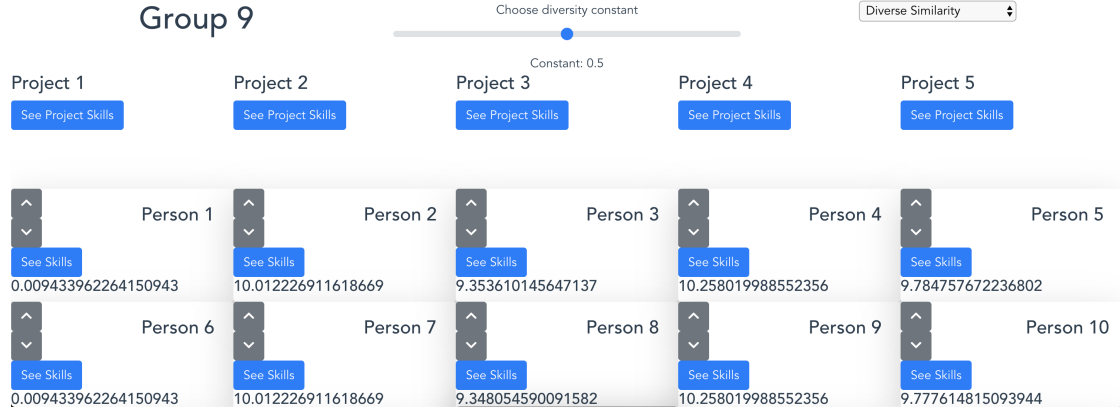 Group 9
Choose diversity constant
Diverse Similarity
Constant: 0.5
Project 1
Project 2
Project 3
Project 4
Project 5
See Project Skills
See Project Skills
See Project Skills
See Project Skills
See Project Skills
Person 1
Person 2
Person 3
Person 4
Person 5
See Skills
See Skills
See Skills
See Skills
See Skills
0.009433962264150943
10.012226911618669
9.353610145647137
10.258019988552356
9.784757672236802
Person 6
Person 7
Person 8
Person 9
Person 10
See Skills
See Skills
See Skills
See Skills
See Skills
0.009433962264150943
10.012226911618669
9.348054590091582
10.258019988552356
9.777614815093944